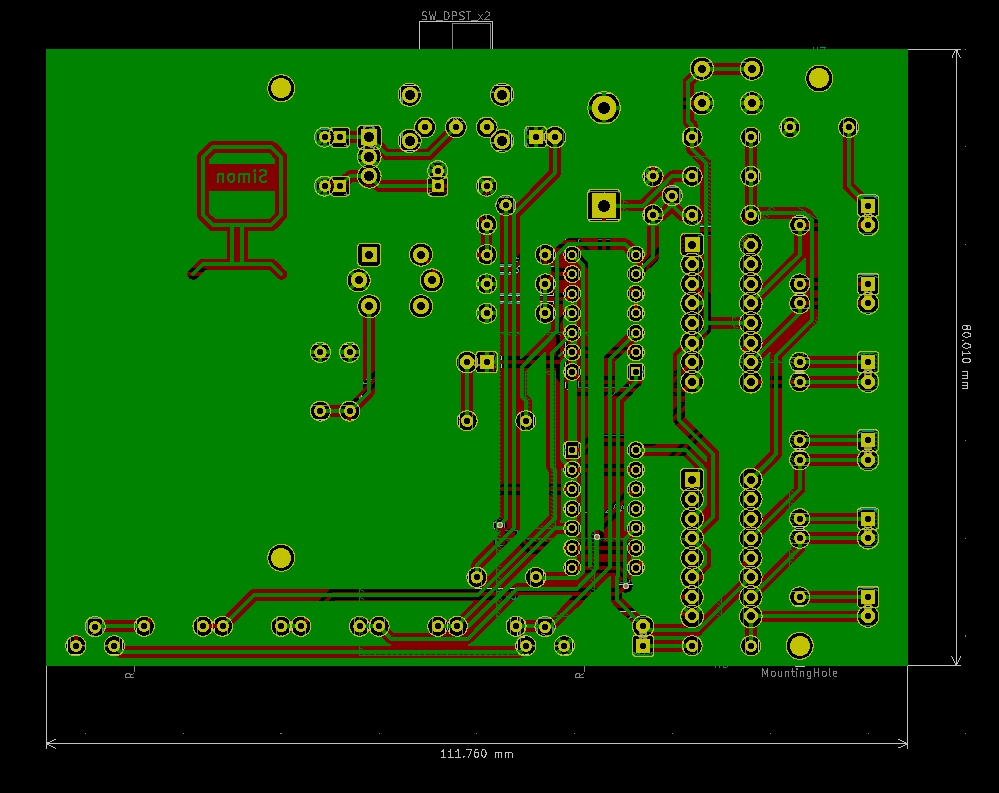 SW_DPST_x2
Simon
80.010 mm
R
R
MountingHole
111.760 mm